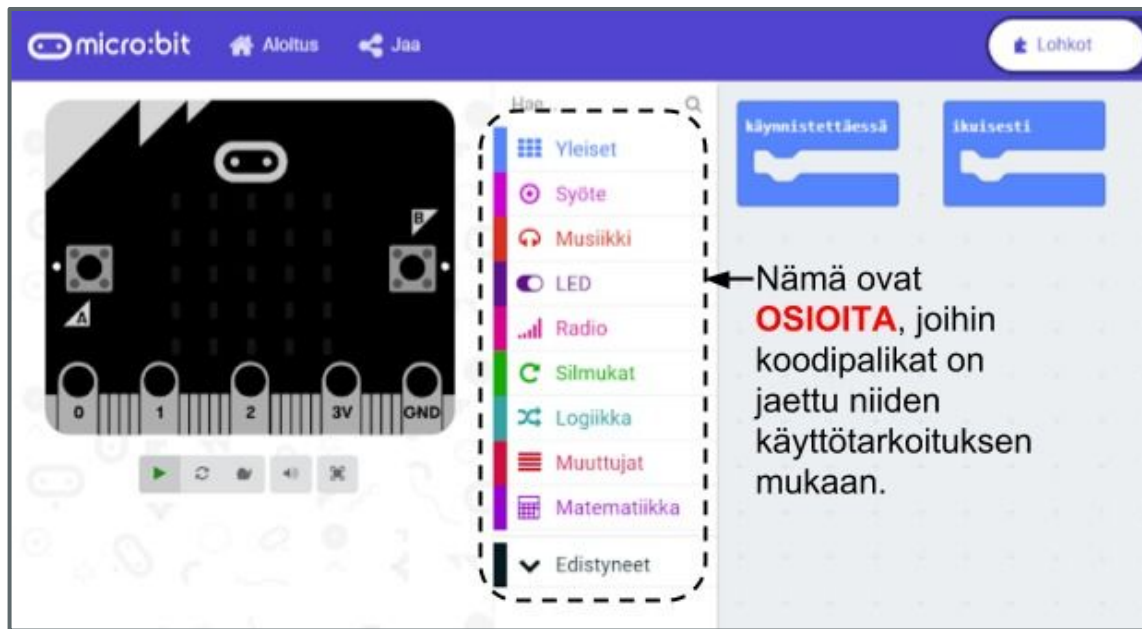 micro:bit
Aloitus
Jaa
Lohkot
Hae...
Yleiset
Syöte
Musiikki
LED
Radio
Silmukat
Logiikka
Muuttujat
Matematiikka
Edistyneet
käynnistettäessä
ikuisesti
B
A
0 1 2 3V GND
Nämä ovat
OSIOITA, joihin
koodipalikat on
jaettu niiden
käyttötarkoituksen
mukaan.